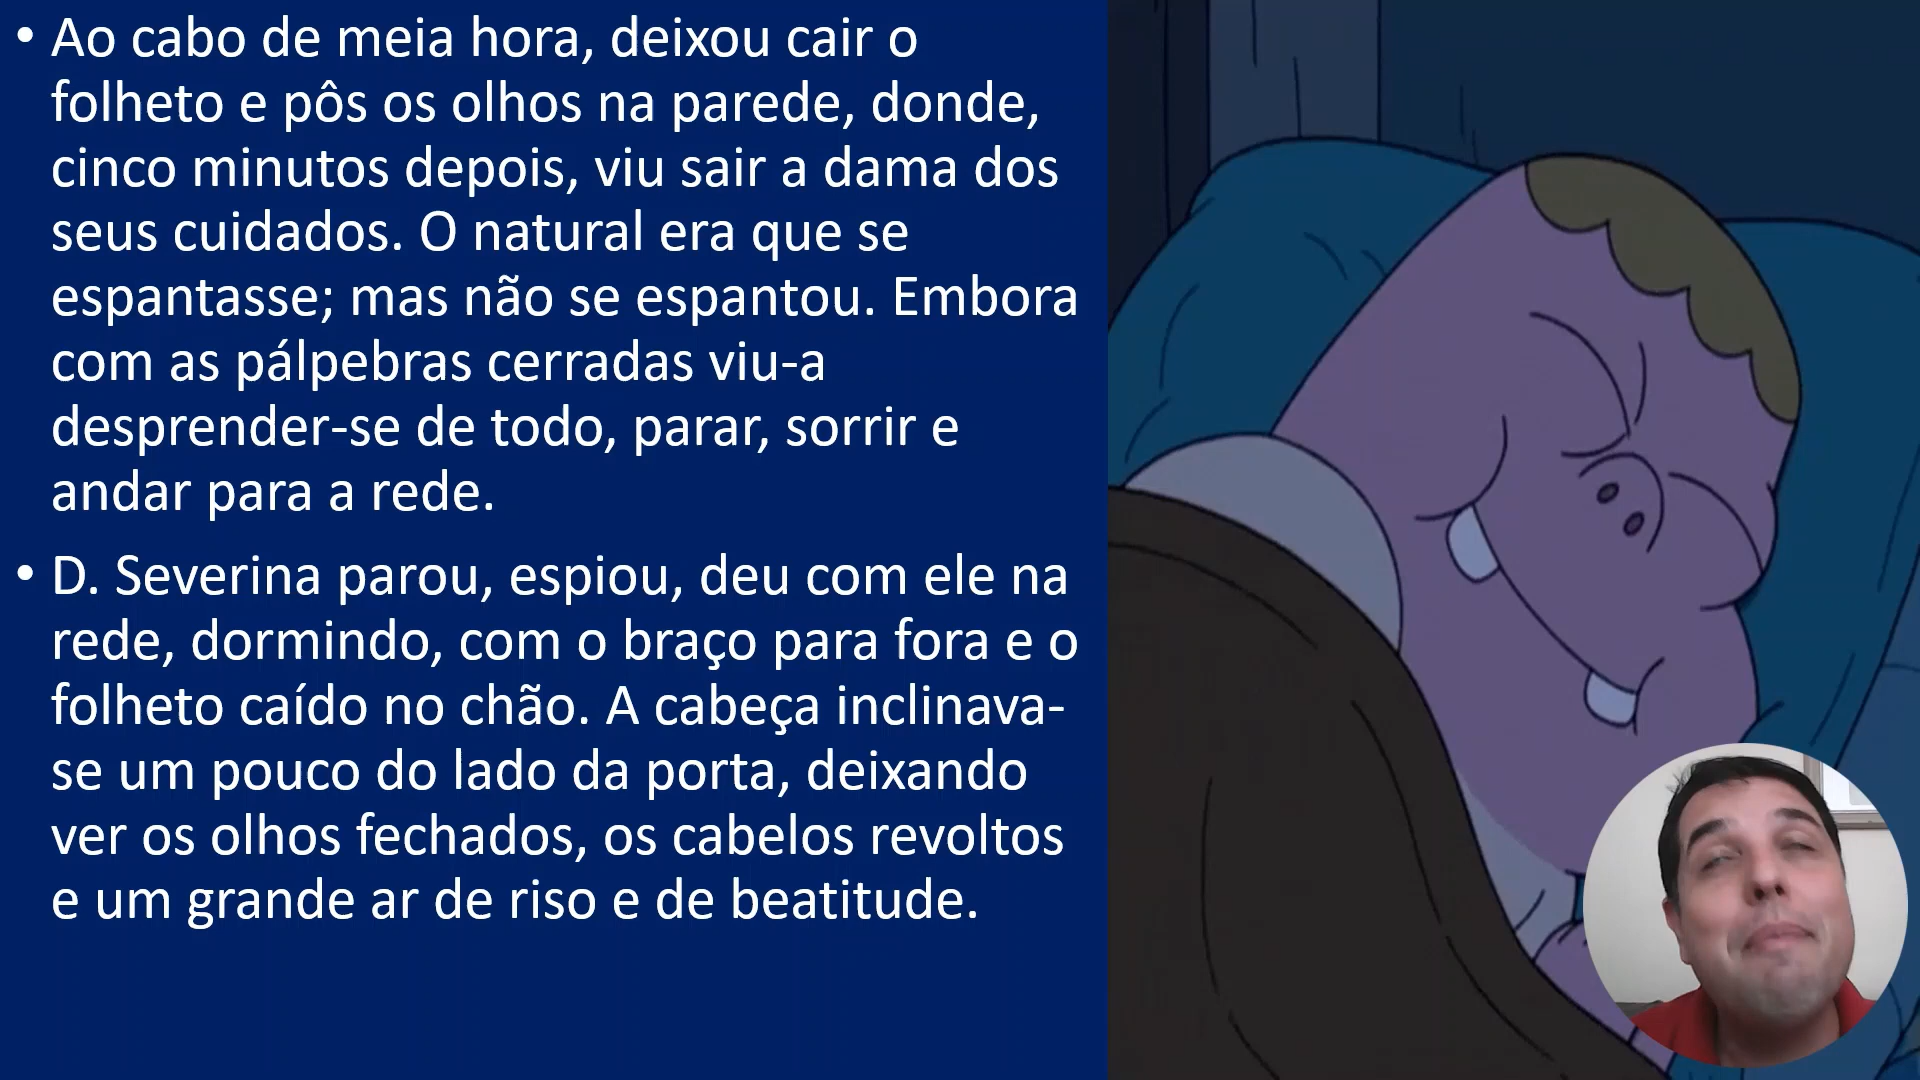 • Ao cabo de meia hora, deixou cair o
folheto e pôs os olhos na parede, donde,
cinco minutos depois, viu sair a dama dos
seus cuidados. O natural era que se
espantasse; mas não se espantou. Embora
com as pálpebras cerradas viu-a
desprender-se de todo, parar, sorrir e
andar para a rede.
• D. Severina parou, espiou, deu com ele na
rede, dormindo, com o braço para fora e o
folheto caído no chão. A cabeça inclinava-
se um pouco do lado da porta, deixando
ver os olhos fechados, os cabelos revoltos
e um grande ar de riso e de beatitude.